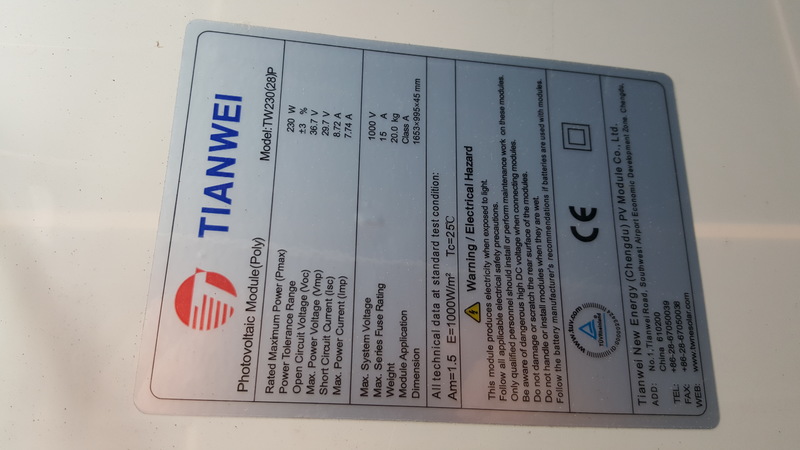 TIANWEI
Photovoltaic Module(Poly) Model:TW230(28)P
Rated Maximum Power (Pmax) 230 W
Power Tolerance Range ±3 %
Open Circuit Voltage (Voc) 36.7 V
Max. Power Voltage (Vmp) 29.7 V
Short Circuit Current (Isc) 8.72 A
Max. Power Current (Imp) 7.74 A
Max. System Voltage 1000 V
Max. Series Fuse Rating 15 A
Weight 20.0 kg
Module Application Class A
Dimension 1653×995×45 mm
All technical data at standard test condition:
Am=1.5 E=1000W/m² Tc=25℃
Warning / Electrical Hazard
This module produces electricity when exposed to light.
Follow all applicable electrical safety precautions.
Only qualified personnel should install or perform maintenance work on these modules.
Be aware of dangerous high DC voltage when connecting modules.
Do not damage or scratch the rear surface of the modules.
Do not handle or install modules when they are wet.
Follow the battery manufacturer's recommendations if batteries are used with modules.
www.tuv.com
TÜVRheinland
CE
Tianwei New Energy (Chengdu) PV Module Co., Ltd.
ADD: No.1, Tianwei Road, Southwest Airport Economic Development Zone, Chengdu,
China 610200
TEL: +86-28-67050039
FAX: +86-28-67050036
WEB: www.twnesolar.com